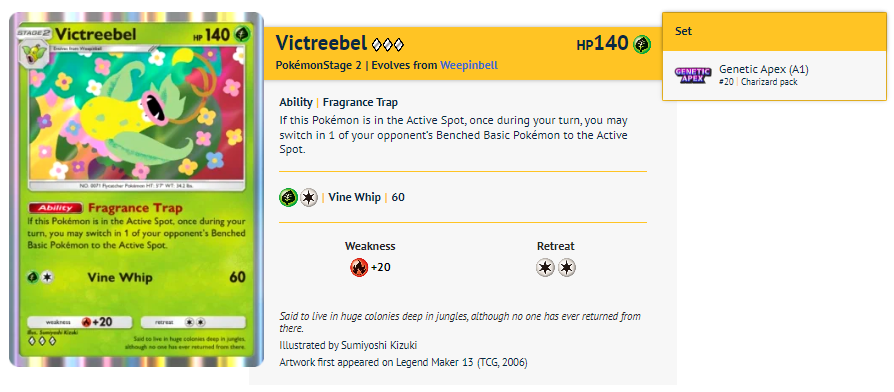 STAGE2
Victreebel
HP 140
Evolves from Weepinbell
NO. 0071 Flycatcher Pokémon HT: 5'7" WT: 34.2 lbs.
Ability Fragrance Trap
If this Pokémon is in the Active Spot, once during your
turn, you may switch in 1 of your opponent's Benched
Basic Pokémon to the Active Spot.
Vine Whip 60
weakness +20 retreat
Illus. Sumiyoshi Kizuki
Said to live in huge colonies deep in jungles,
although no one has ever returned from there.
Victreebel
HP140
PokémonStage 2 | Evolves from Weepinbell
Ability | Fragrance Trap
If this Pokémon is in the Active Spot, once during your turn, you may
switch in 1 of your opponent's Benched Basic Pokémon to the Active
Spot.
| Vine Whip | 60
Weakness Retreat
+20
Said to live in huge colonies deep in jungles, although no one has ever returned from
there.
Illustrated by Sumiyoshi Kizuki
Artwork first appeared on Legend Maker 13 (TCG, 2006)
Set
GENETIC
APEX
Genetic Apex (A1)
#20 | Charizard pack